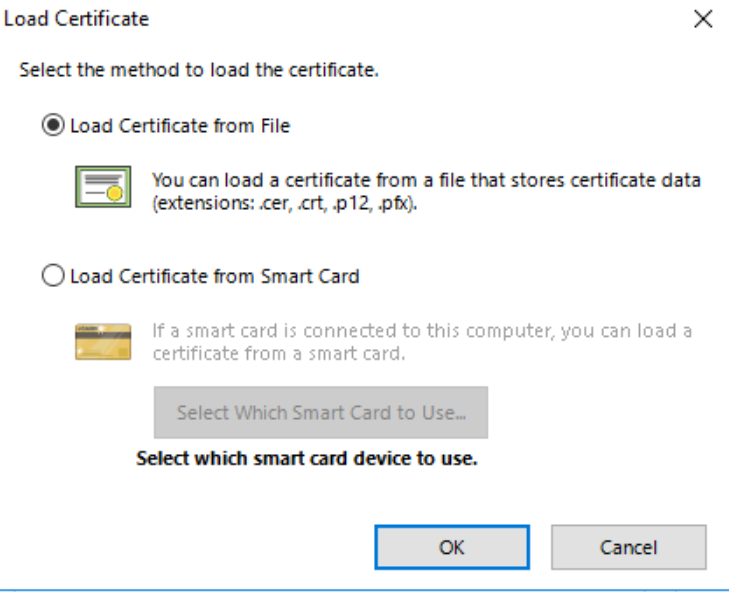 Load Certificate
Select the method to load the certificate.
Load Certificate from File
You can load a certificate from a file that stores certificate data
(extensions: .cer, .crt, .p12, .pfx).
Load Certificate from Smart Card
If a smart card is connected to this computer, you can load a
certificate from a smart card.
Select Which Smart Card to Use...
Select which smart card device to use.
OK
Cancel